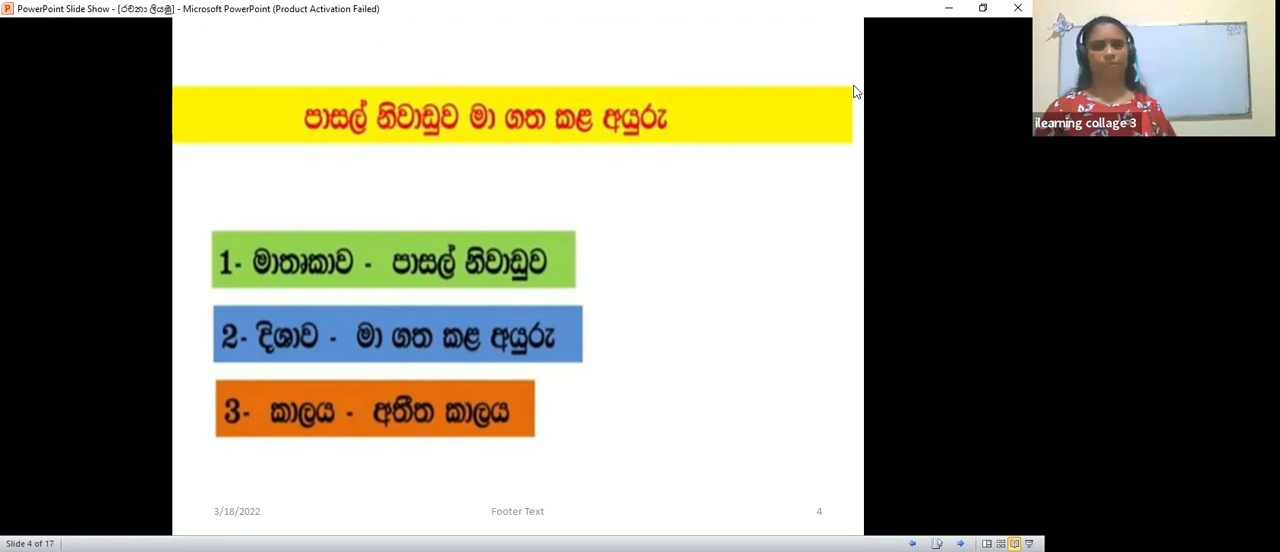 PowerPoint Slide Show - [රචනා ලියමු] - Microsoft PowerPoint (Product Activation Failed)
පාසල් නිවාඩුව මා ගත කළ අයුරු
1- මාතෘකාව - පාසල් නිවාඩුව
2- දිශාව - මා ගත කළ අයුරු
3- කාලය - අතීත කාලය
3/18/2022 Footer Text 4
Slide 4 of 17
ilearning collage 3